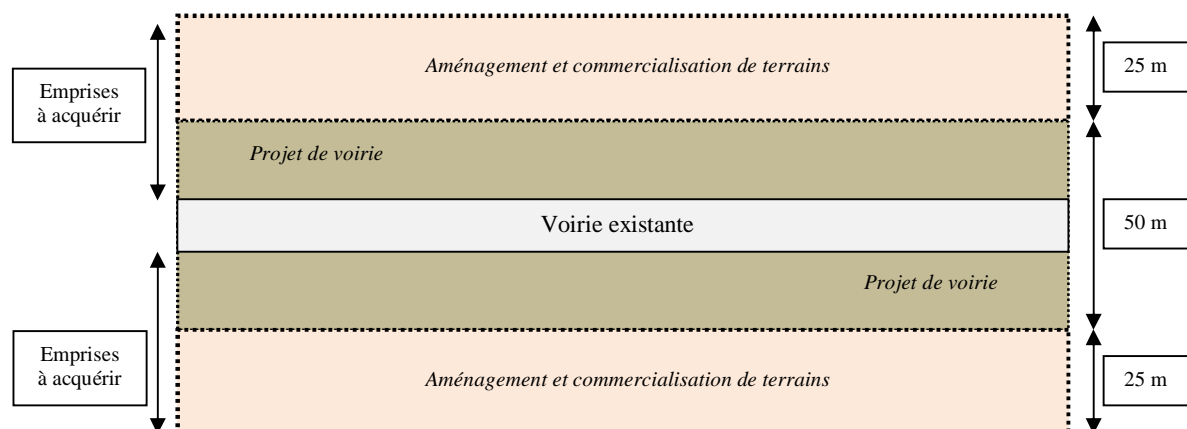 Aménagement et commercialisation de terrains
25 m
Emprises
à acquérir
Projet de voirie
Voirie existante
50 m
Projet de voirie
Emprises
à acquérir
Aménagement et commercialisation de terrains
25 m